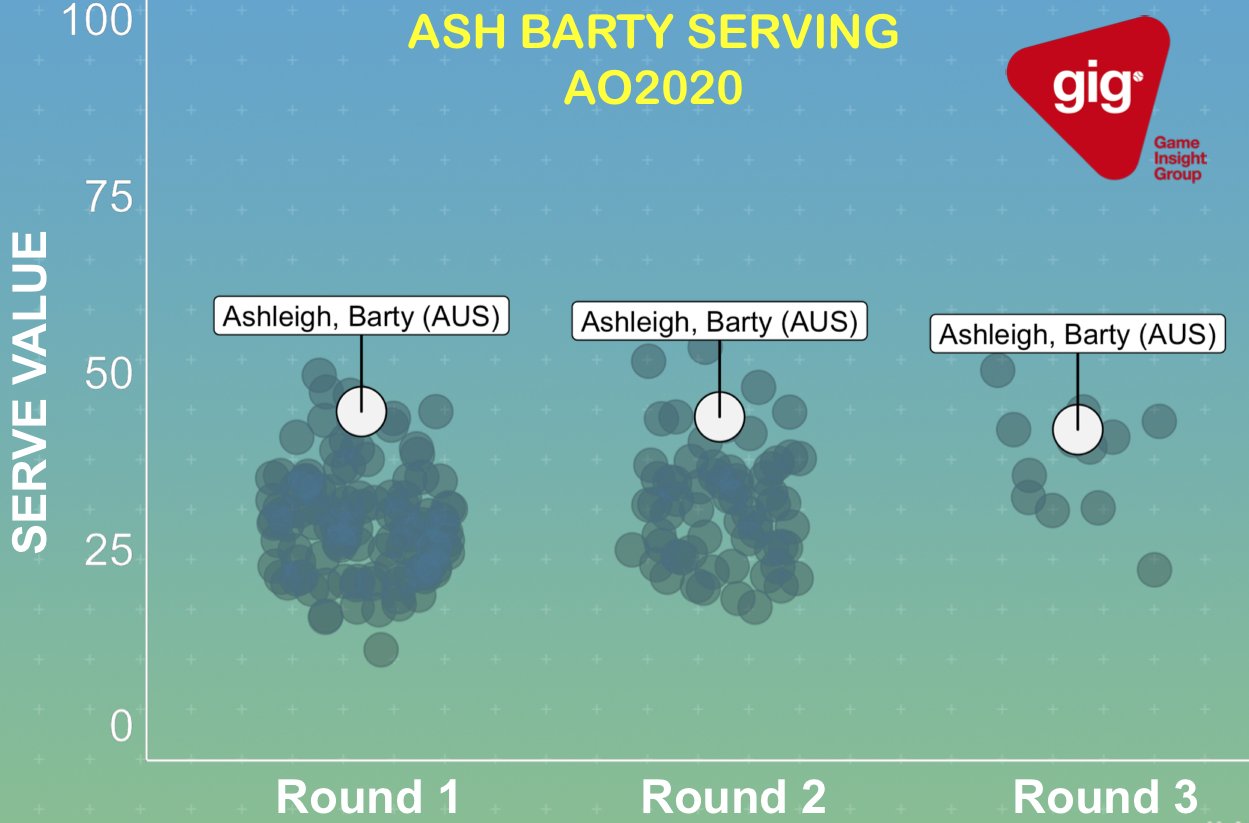 ASH BARTY SERVING
AO2020
gig
Game
Insight
Group
SERVE VALUE
100
75
50
25
0
Ashleigh, Barty (AUS)
Ashleigh, Barty (AUS)
Ashleigh, Barty (AUS)
Round 1
Round 2
Round 3